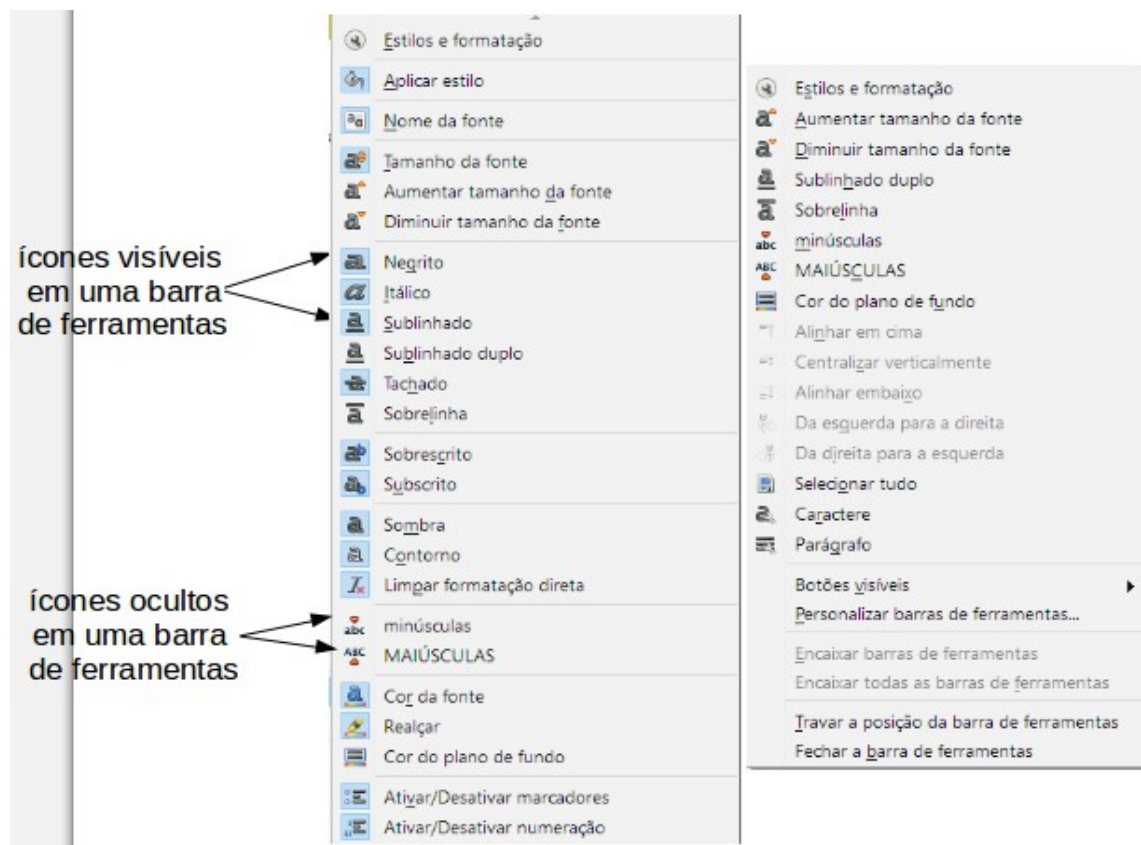 ícones visíveis
em uma barra
de ferramentas
ícones ocultos
em uma barra
de ferramentas
Estilos e formatação
Aplicar estilo
Nome da fonte
Tamanho da fonte
Aumentar tamanho da fonte
Diminuir tamanho da fonte
Negrito
Itálico
Sublinhado
Sublinhado duplo
Tachado
Sobrelinha
Sobrescrito
Subscrito
Sombra
Contorno
Limpar formatação direta
minúsculas
MAIÚSCULAS
Cor da fonte
Realçar
Cor do plano de fundo
Ativar/Desativar marcadores
Ativar/Desativar numeração
Estilos e formatação
Aumentar tamanho da fonte
Diminuir tamanho da fonte
Sublinhado duplo
Sobrelinha
minúsculas
MAIÚSCULAS
Cor do plano de fundo
Alinhar em cima
Centralizar verticalmente
Alinhar embaixo
Da esquerda para a direita
Da direita para a esquerda
Selecionar tudo
Caractere
Parágrafo
Botões visíveis
Personalizar barras de ferramentas...
Encaixar barras de ferramentas
Encaixar todas as barras de ferramentas
Travar a posição da barra de ferramentas
Fechar a barra de ferramentas